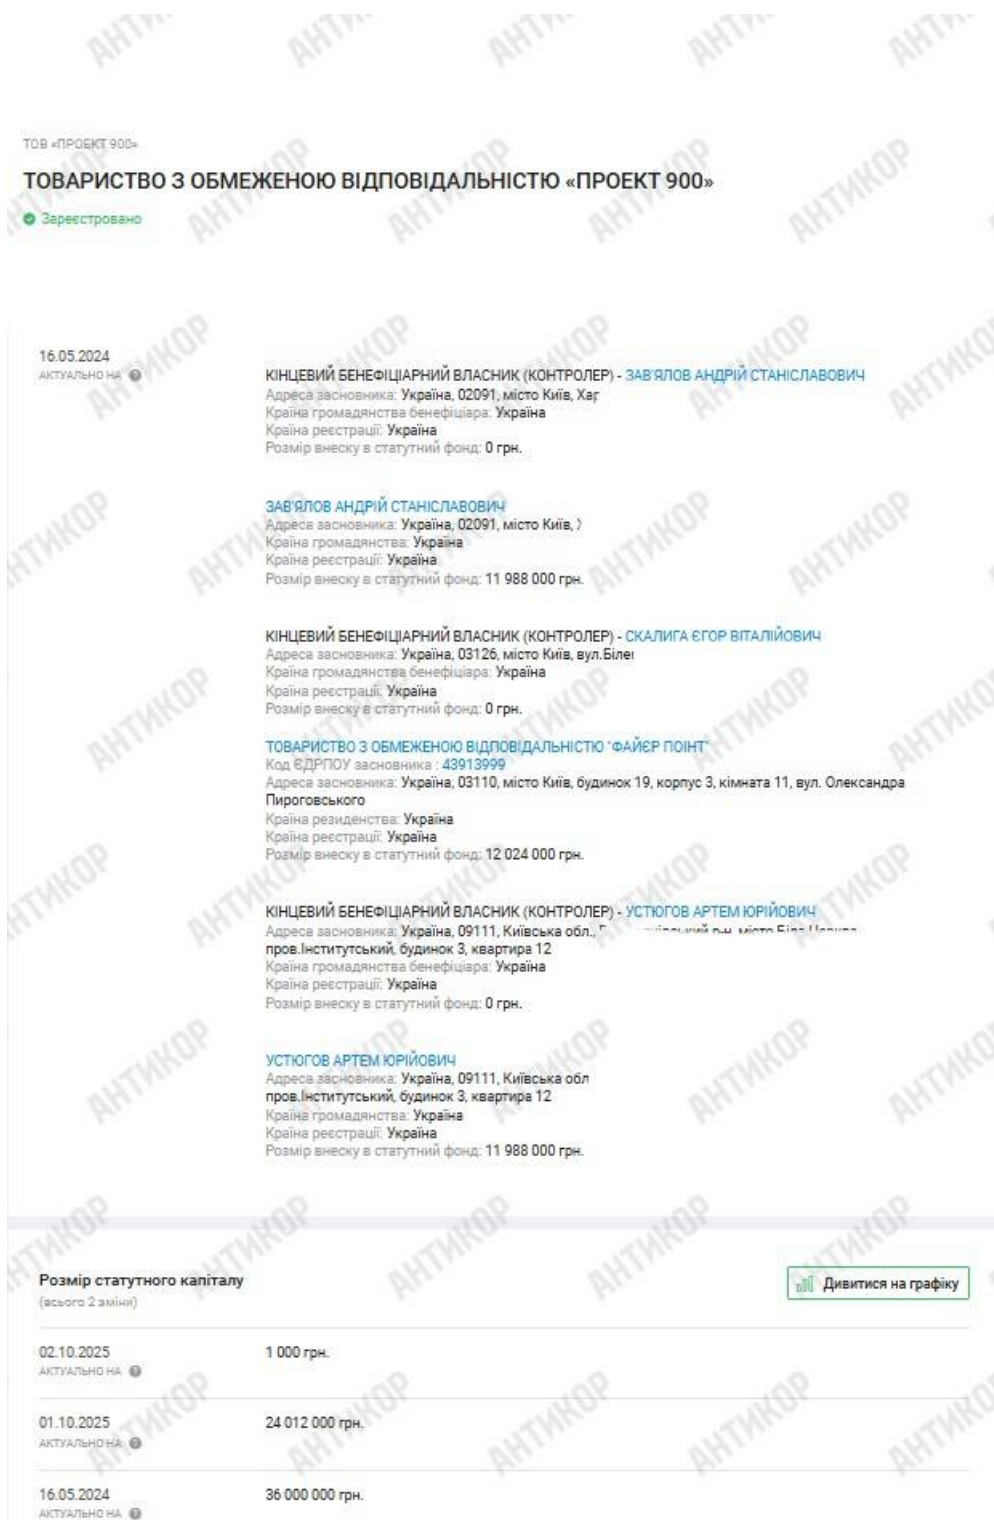 ТОВ «ПРОЕКТ 900»
ТОВАРИСТВО З ОБМЕЖЕНОЮ ВІДПОВІДАЛЬНІСТЮ «ПРОЕКТ 900»
Зареєстровано
16.05.2024
АКТУАЛЬНО НА
КІНЦЕВИЙ БЕНЕФІЦІАРНИЙ ВЛАСНИК (КОНТРОЛЕР) - ЗАВ'ЯЛОВ АНДРІЙ СТАНІСЛАВОВИЧ
Адреса засновника: Україна, 02091, місто Київ, Хар
Країна громадянства бенефіціара: Україна
Країна реєстрації: Україна
Розмір внеску в статутний фонд: 0 грн.
ЗАВ'ЯЛОВ АНДРІЙ СТАНІСЛАВОВИЧ
Адреса засновника: Україна, 02091, місто Київ,
Країна громадянства: Україна
Країна реєстрації: Україна
Розмір внеску в статутний фонд: 11 988 000 грн.
КІНЦЕВИЙ БЕНЕФІЦІАРНИЙ ВЛАСНИК (КОНТРОЛЕР) - СКАЛИГА ЄГОР ВІТАЛІЙОВИЧ
Адреса засновника: Україна, 03126, місто Київ, вул.Біле
Країна громадянства бенефіціара: Україна
Країна реєстрації: Україна
Розмір внеску в статутний фонд: 0 грн.
ТОВАРИСТВО З ОБМЕЖЕНОЮ ВІДПОВІДАЛЬНІСТЮ "ФАЙЄР ПОІНТ"
Код ЄДРПОУ засновника : 43913999
Адреса засновника: Україна, 03110, місто Київ, будинок 19, корпус 3, кімната 11, вул. Олександра
Пироговського
Країна резиденства: Україна
Країна реєстрації: Україна
Розмір внеску в статутний фонд: 12 024 000 грн.
КІНЦЕВИЙ БЕНЕФІЦІАРНИЙ ВЛАСНИК (КОНТРОЛЕР) - УСТЮГОВ АРТЕМ ЮРІЙОВИЧ
Адреса засновника: Україна, 09111, Київська обл., р-н, місто Біла Церква
пров.Інститутський, будинок 3, квартира 12
Країна громадянства бенефіціара: Україна
Країна реєстрації: Україна
Розмір внеску в статутний фонд: 0 грн.
УСТЮГОВ АРТЕМ ЮРІЙОВИЧ
Адреса засновника: Україна, 09111, Київська обл
пров.Інститутський, будинок 3, квартира 12
Країна громадянства: Україна
Країна реєстрації: Україна
Розмір внеску в статутний фонд: 11 988 000 грн.
Розмір статутного капіталу
(всього 2 зміни)
Дивитися на графіку
02.10.2025
АКТУАЛЬНО НА
1 000 грн.
01.10.2025
АКТУАЛЬНО НА
24 012 000 грн.
16.05.2024
АКТУАЛЬНО НА
36 000 000 грн.
АНТИКОР